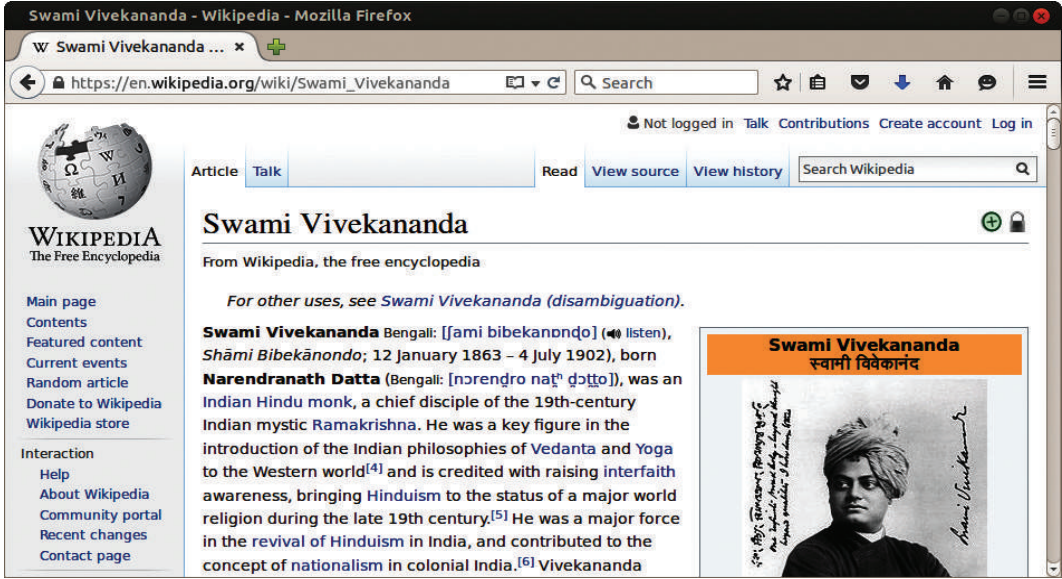 Swami Vivekananda - Wikipedia - Mozilla Firefox
W Swami Vivekananda ... ×
https://en.wikipedia.org/wiki/Swami_Vivekananda
Search
Not logged in Talk Contributions Create account Log in
Article Talk Read View source View history Search Wikipedia
WIKIPEDIA
The Free Encyclopedia
Main page
Contents
Featured content
Current events
Random article
Donate to Wikipedia
Wikipedia store
Interaction
Help
About Wikipedia
Community portal
Recent changes
Contact page
Swami Vivekananda
From Wikipedia, the free encyclopedia
For other uses, see Swami Vivekananda (disambiguation).
Swami Vivekananda Bengali: [ʃami bibekanɒnd̪o] (listen),
Shāmi Bibekānondo; 12 January 1863 – 4 July 1902), born
Narendranath Datta (Bengali: [nɔrend̪ro nat̪ʰ d̪ɔt̪t̪o]), was an
Indian Hindu monk, a chief disciple of the 19th-century
Indian mystic Ramakrishna. He was a key figure in the
introduction of the Indian philosophies of Vedanta and Yoga
to the Western world[4] and is credited with raising interfaith
awareness, bringing Hinduism to the status of a major world
religion during the late 19th century.[5] He was a major force
in the revival of Hinduism in India, and contributed to the
concept of nationalism in colonial India.[6] Vivekananda
Swami Vivekananda
स्वामी विवेकानंद
Swami Vivekananda